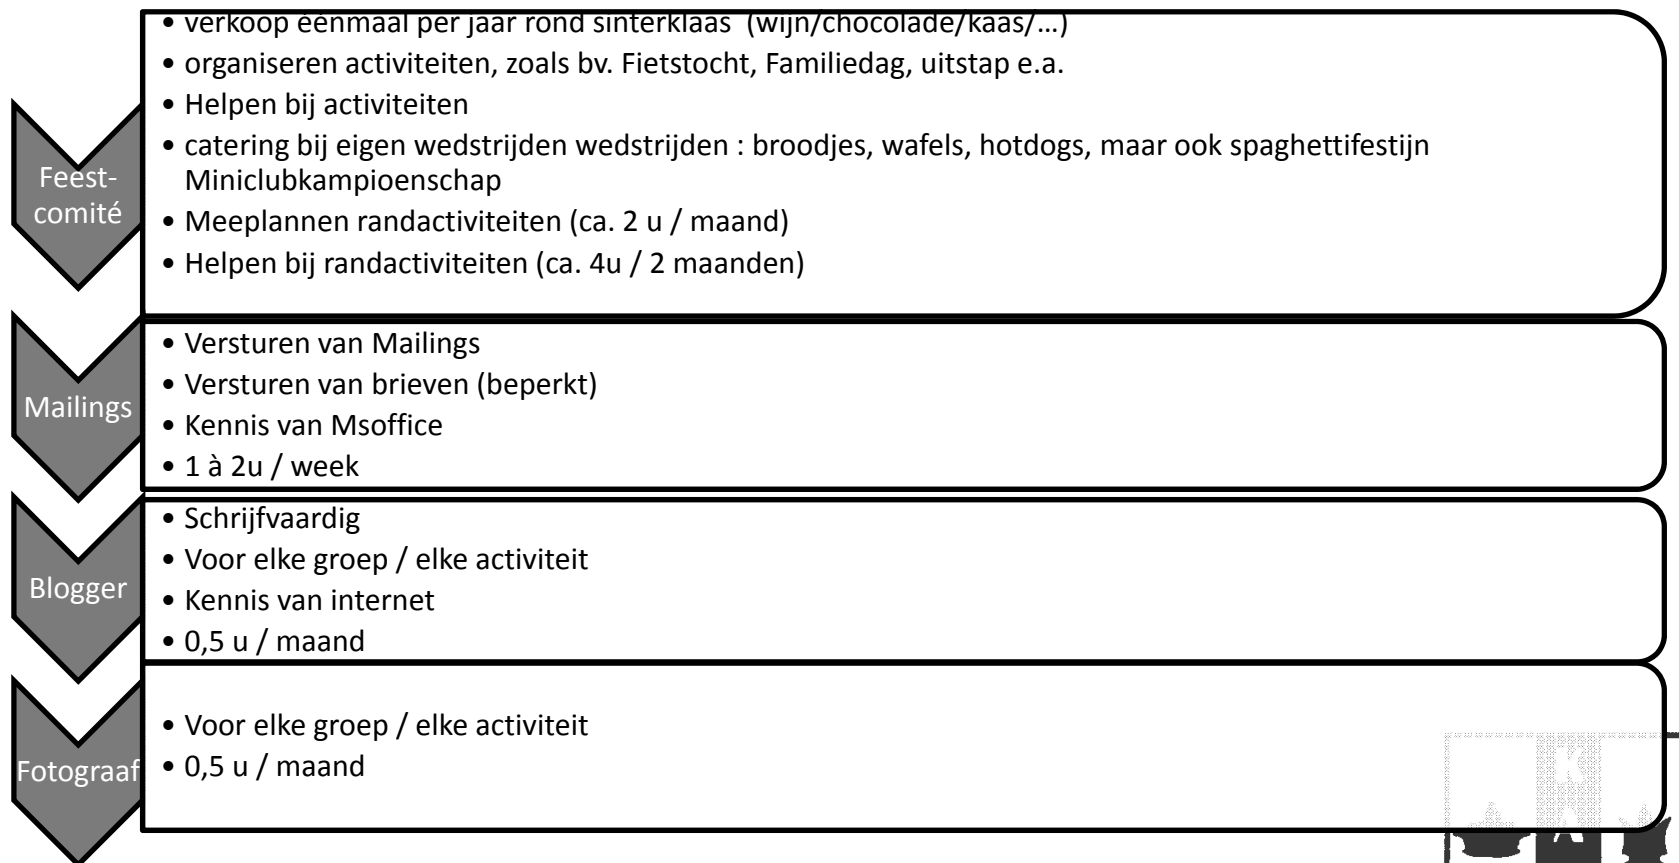 • verkoop éénmaal per jaar rond sinterklaas (wijn/chocolade/kaas/…)
• organiseren activiteiten, zoals bv. Fietstocht, Familiedag, uitstap e.a.
• Helpen bij activiteiten
• catering bij eigen wedstrijden wedstrijden : broodjes, wafels, hotdogs, maar ook spaghettifestijn
Miniclubkampioenschap
• Meeplannen randactiviteiten (ca. 2 u / maand)
• Helpen bij randactiviteiten (ca. 4u / 2 maanden)
Feest-
comité
• Versturen van Mailings
• Versturen van brieven (beperkt)
• Kennis van Msoffice
• 1 à 2u / week
Mailings
• Schrijfvaardig
• Voor elke groep / elke activiteit
• Kennis van internet
• 0,5 u / maand
Blogger
• Voor elke groep / elke activiteit
• 0,5 u / maand
Fotograaf
K
A